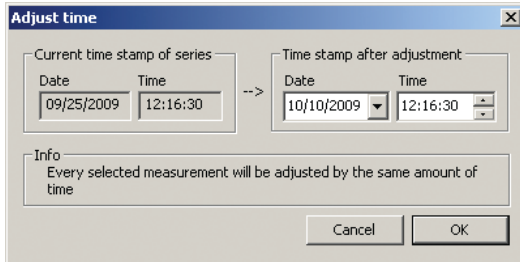 Adjust time
Current time stamp of series
Time stamp after adjustment
Date Time
Date Time
09/25/2009 12:16:30
-->
10/10/2009 12:16:30
Info
Every selected measurement will be adjusted by the same amount of
time
Cancel OK